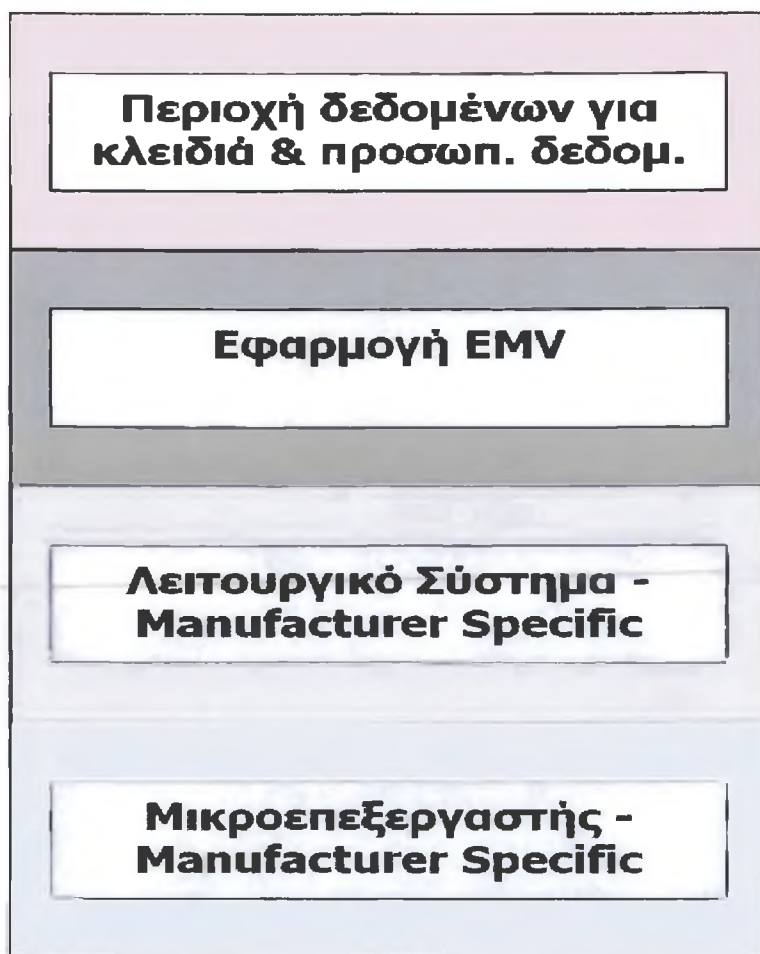 Περιοχή δεδομένων για
κλειδιά & προσωπ. δεδομ.
Εφαρμογή EMV
Λειτουργικό Σύστημα -
Manufacturer Specific
Μικροεπεξεργαστής -
Manufacturer Specific